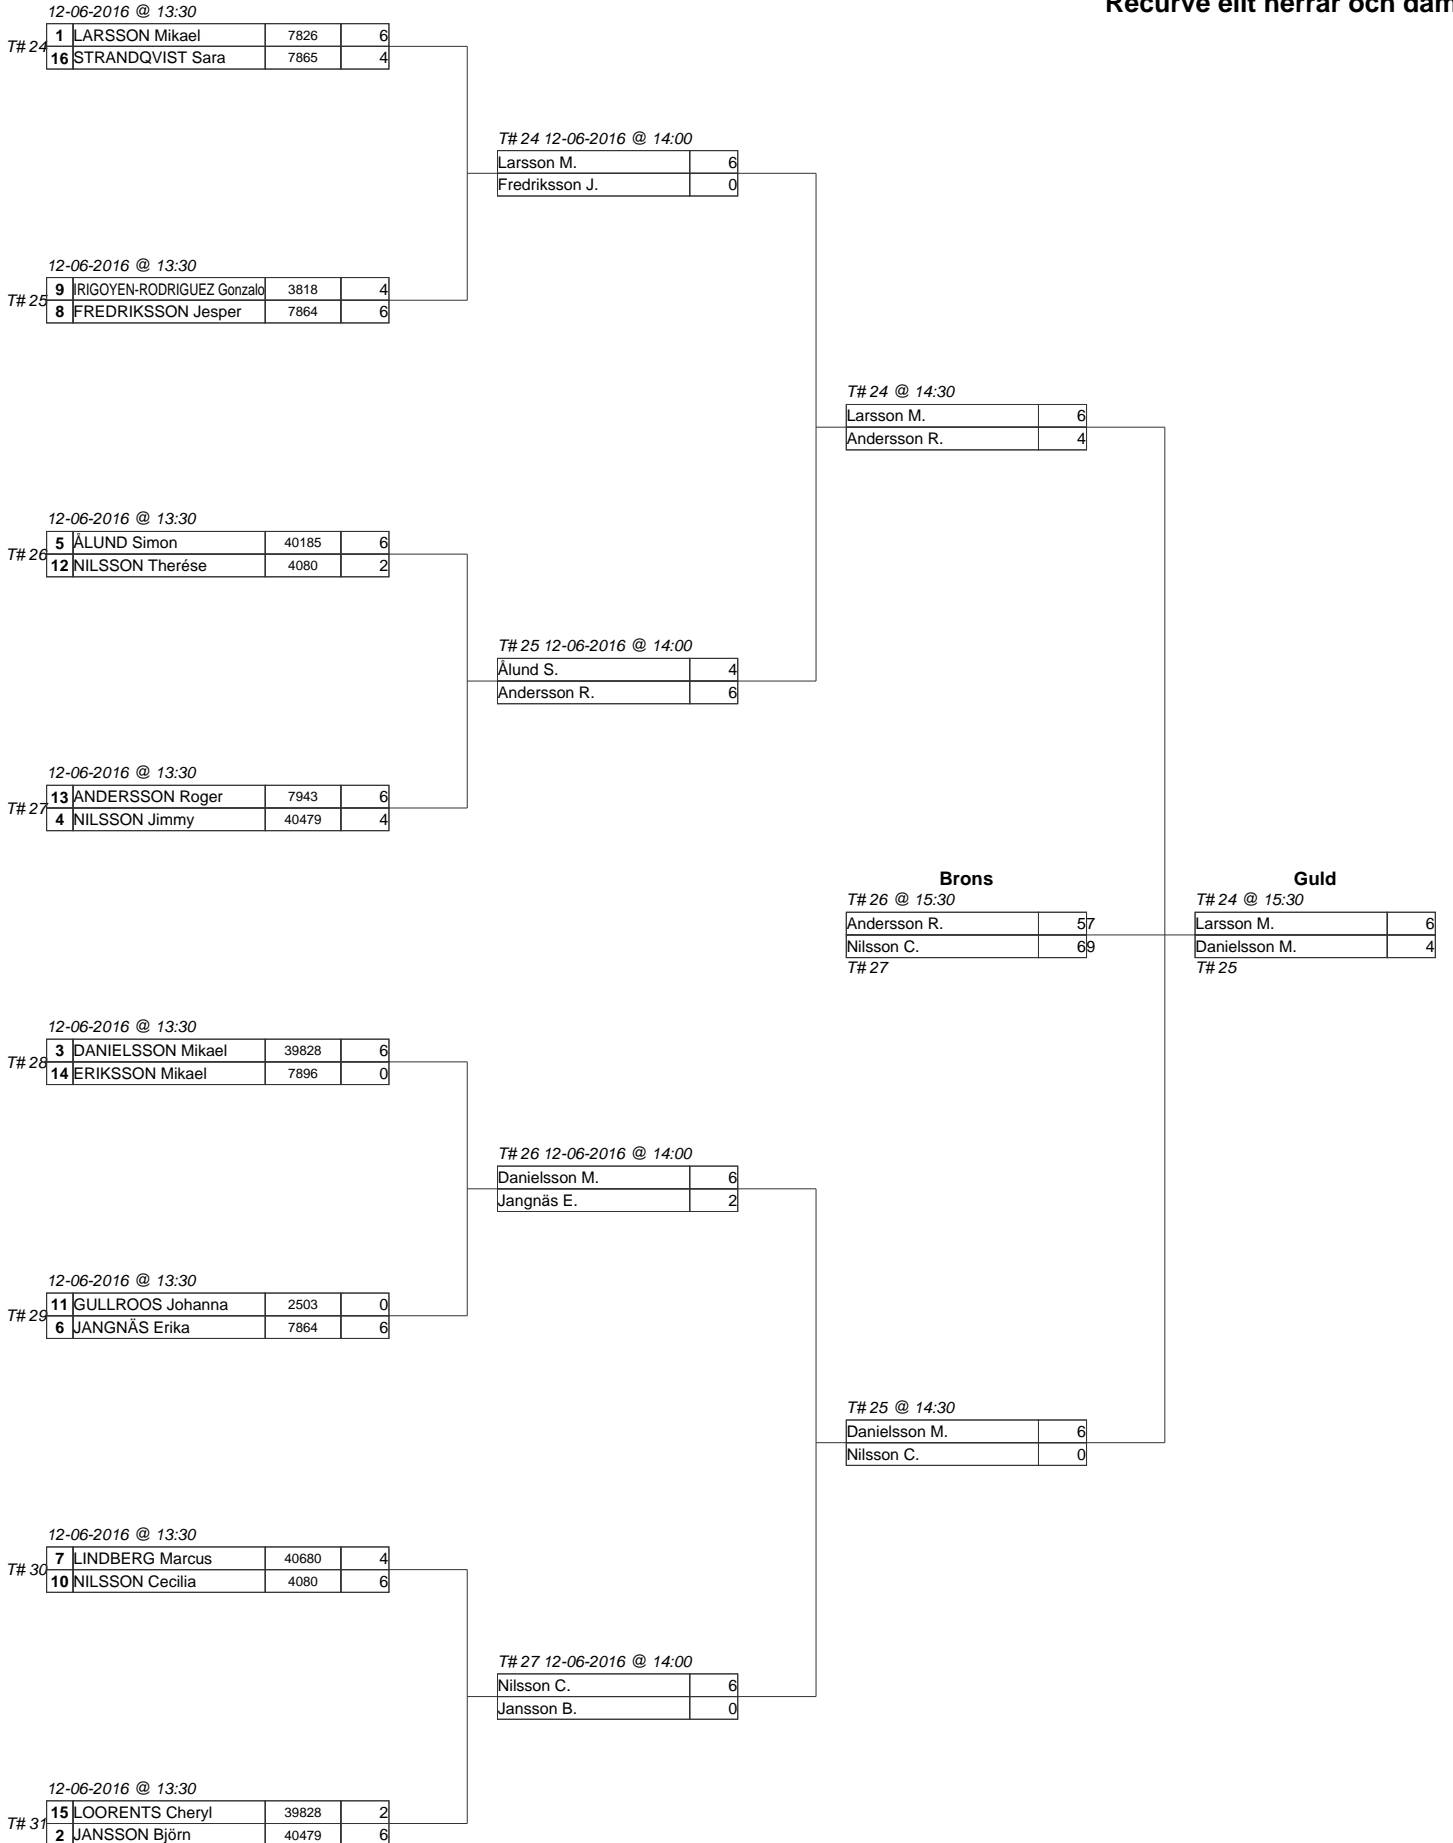 Recurve elit herrar och dam
12-06-2016 @ 13:30
T# 24
1 LARSSON Mikael 7826 6
16 STRANDQVIST Sara 7865 4
T# 24 12-06-2016 @ 14:00
Larsson M. 6
Fredriksson J. 0
12-06-2016 @ 13:30
T# 25
9 IRIGOYEN-RODRIGUEZ Gonzalo 3818 4
8 FREDRIKSSON Jesper 7864 6
T# 24 @ 14:30
Larsson M. 6
Andersson R. 4
12-06-2016 @ 13:30
T# 26
5 ÅLUND Simon 40185 6
12 NILSSON Therése 4080 2
T# 25 12-06-2016 @ 14:00
Ålund S. 4
Andersson R. 6
12-06-2016 @ 13:30
T# 27
13 ANDERSSON Roger 7943 6
4 NILSSON Jimmy 40479 4
Brons
T# 26 @ 15:30
Andersson R. 57
Nilsson C. 69
T# 27
Guld
T# 24 @ 15:30
Larsson M. 6
Danielsson M. 4
T# 25
12-06-2016 @ 13:30
T# 28
3 DANIELSSON Mikael 39828 6
14 ERIKSSON Mikael 7896 0
T# 26 12-06-2016 @ 14:00
Danielsson M. 6
Jangnäs E. 2
12-06-2016 @ 13:30
T# 29
11 GULLROOS Johanna 2503 0
6 JANGNÄS Erika 7864 6
T# 25 @ 14:30
Danielsson M. 6
Nilsson C. 0
12-06-2016 @ 13:30
T# 30
7 LINDBERG Marcus 40680 4
10 NILSSON Cecilia 4080 6
T# 27 12-06-2016 @ 14:00
Nilsson C. 6
Jansson B. 0
12-06-2016 @ 13:30
T# 31
15 LOORENTS Cheryl 39828 2
2 JANSSON Björn 40479 6